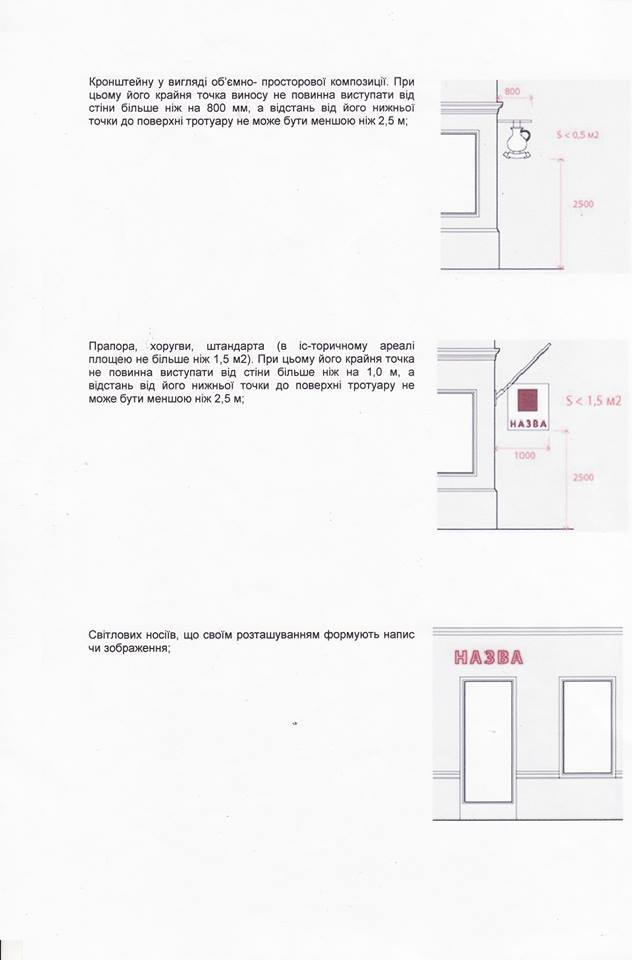 Кронштейну у вигляді об'ємно- просторової композиції. При
цьому його крайня точка виносу не повинна виступати від
стіни більше ніж на 800 мм, а відстань від його нижньої
точки до поверхні тротуару не може бути меншою ніж 2,5 м;
800
S < 0,5 м2
2500
Прапора, хоругви, штандарта (в іс-торичному ареалі
площею не більше ніж 1,5 м2). При цьому його крайня точка
не повинна виступати від стіни більше ніж на 1,0 м, а
відстань від його нижньої точки до поверхні тротуару не
може бути меншою ніж 2,5 м;
НАЗВА
S < 1,5 м2
1000
2500
Світлових носіїв, що своїм розташуванням формують напис
чи зображення;
НАЗВА